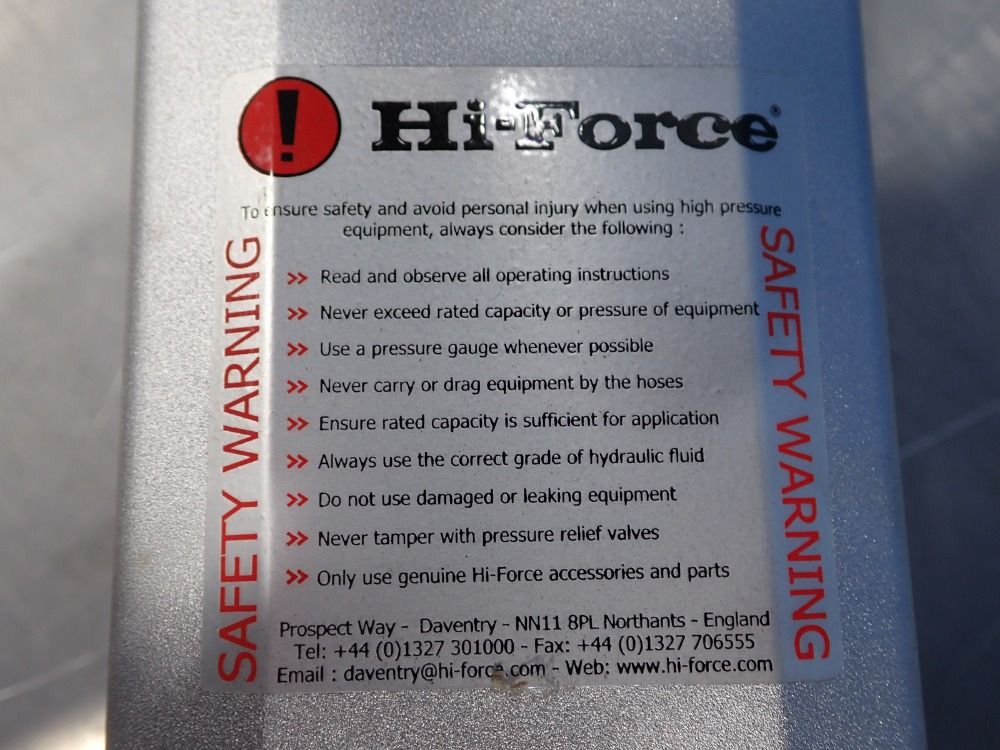 !
Hi-Force®
To ensure safety and avoid personal injury when using high pressure
equipment, always consider the following :
SAFETY WARNING
SAFETY WARNING
>> Read and observe all operating instructions
>> Never exceed rated capacity or pressure of equipment
>> Use a pressure gauge whenever possible
>> Never carry or drag equipment by the hoses
>> Ensure rated capacity is sufficient for application
>> Always use the correct grade of hydraulic fluid
>> Do not use damaged or leaking equipment
>> Never tamper with pressure relief valves
>> Only use genuine Hi-Force accessories and parts
Prospect Way - Daventry - NN11 8PL Northants - England
Tel: +44 (0)1327 301000 - Fax: +44 (0)1327 706555
Email : daventry@hi-force.com - Web: www.hi-force.com